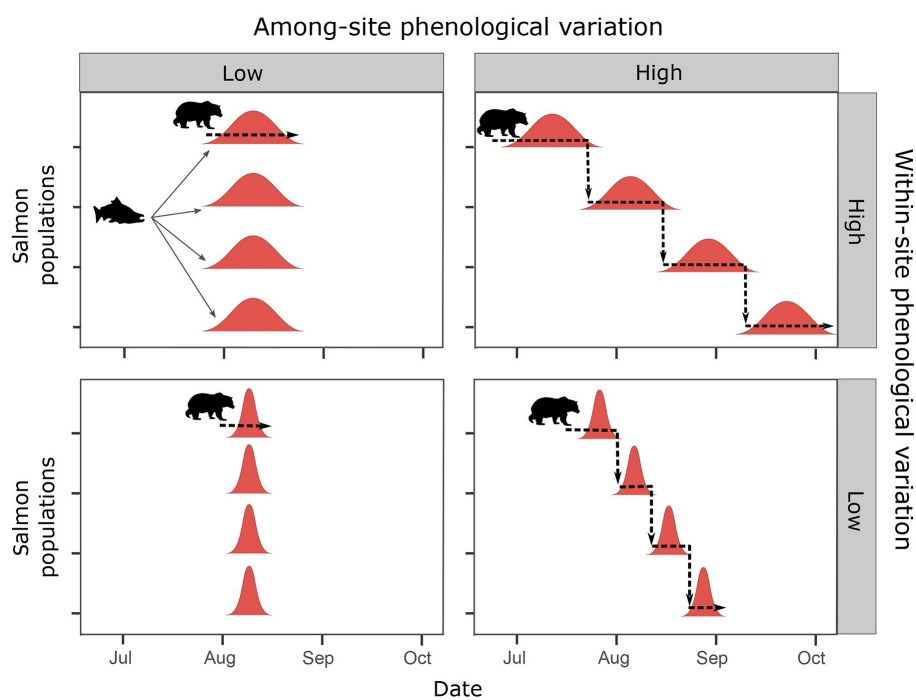 Among-site phenological variation
Low
High
Salmon
populations
High
Within-site phenological variation
Salmon
populations
Low
Jul
Aug
Sep
Oct
Jul
Aug
Sep
Oct
Date